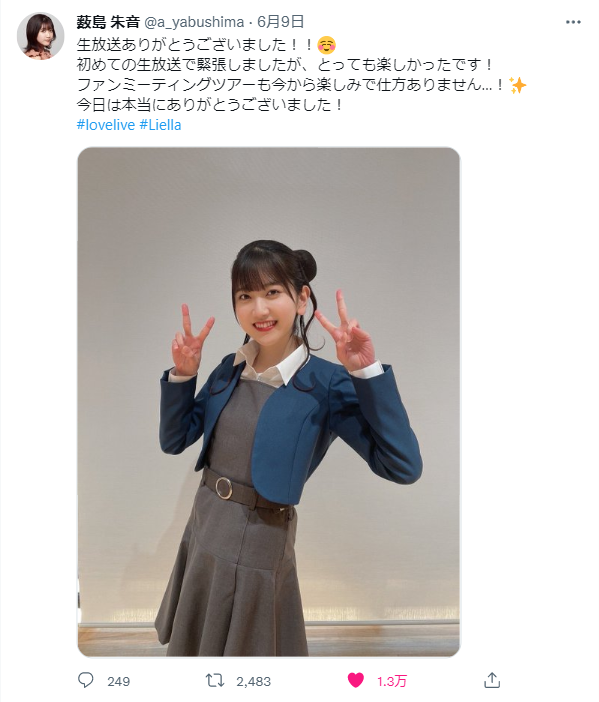 薮島 朱音 @a_yabushima · 6月9日
生放送ありがとうございました！！☺️
初めての生放送で緊張しましたが、とっても楽しかったです！
ファンミーティングツアーも今から楽しみで仕方ありません...！✨
今日は本当にありがとうございました！
#lovelive #Liella
249 2,483 1.3万